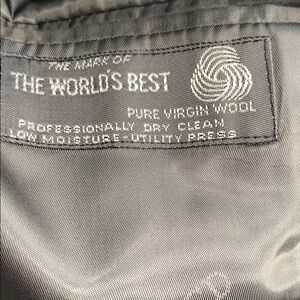 THE MARK OF
THE WORLD'S BEST
PURE VIRGIN WOOL
PROFESSIONALLY DRY CLEAN
LOW MOISTURE-UTILITY PRESS